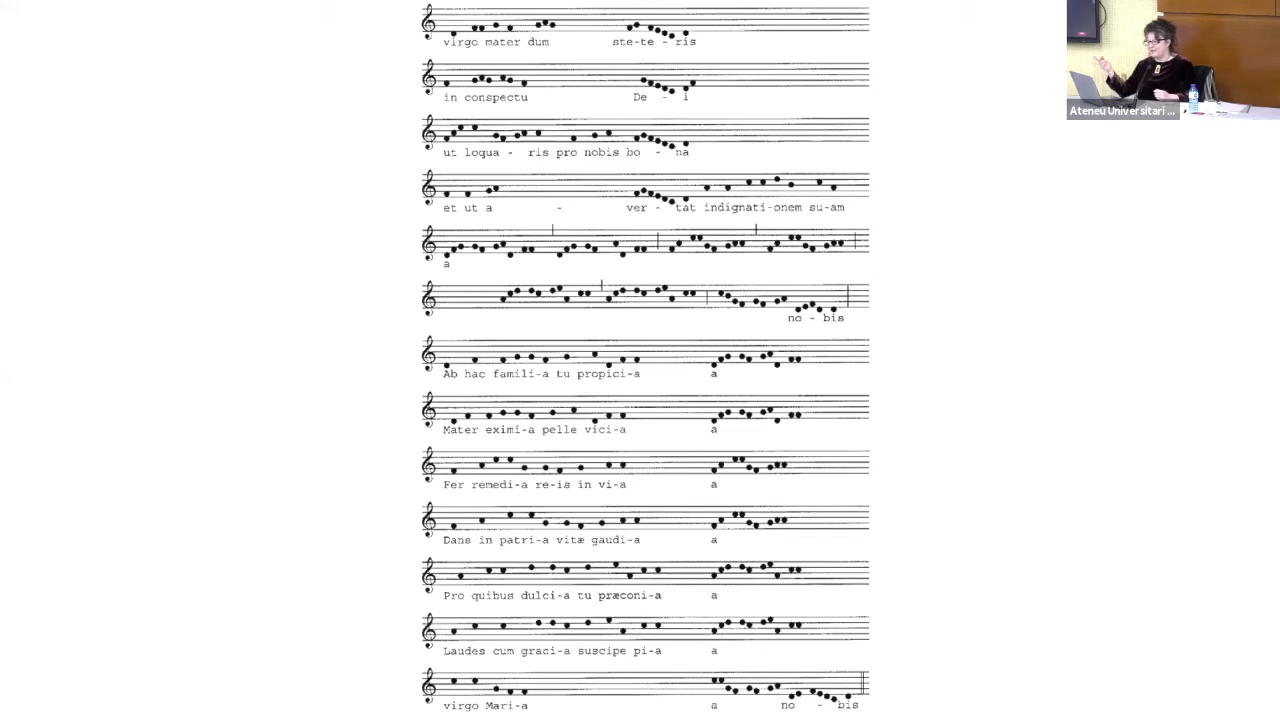 virgo mater dum ste-te - ris
in conspectu De - i
ut loqua - ris pro nobis bo - na
et ut a - ver - tat indignati-onem su-am
a
no - bis
Ab hac famili-a tu propici-a a
Mater eximi-a pelle vici-a a
Fer remedi-a re-is in vi-a a
Dans in patri-a vitæ gaudi-a a
Pro quibus dulci-a tu præconi-a a
Laudes cum graci-a suscipe pi-a a
virgo Mari-a a no - bis
Ateneu Universitari ...